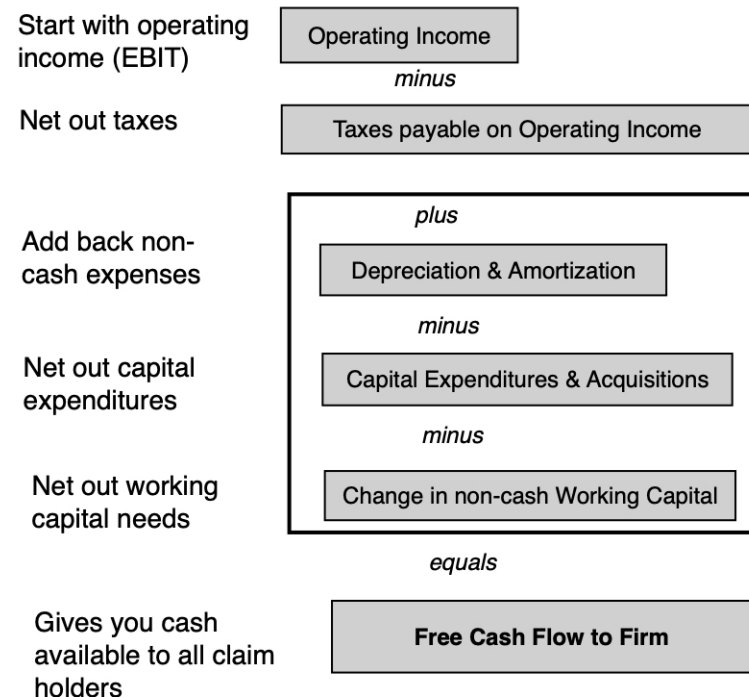 Start with operating
income (EBIT)
Operating Income
minus
Net out taxes
Taxes payable on Operating Income
plus
Add back non-
cash expenses
Depreciation & Amortization
minus
Net out capital
expenditures
Capital Expenditures & Acquisitions
minus
Net out working
capital needs
Change in non-cash Working Capital
equals
Gives you cash
available to all claim
holders
Free Cash Flow to Firm